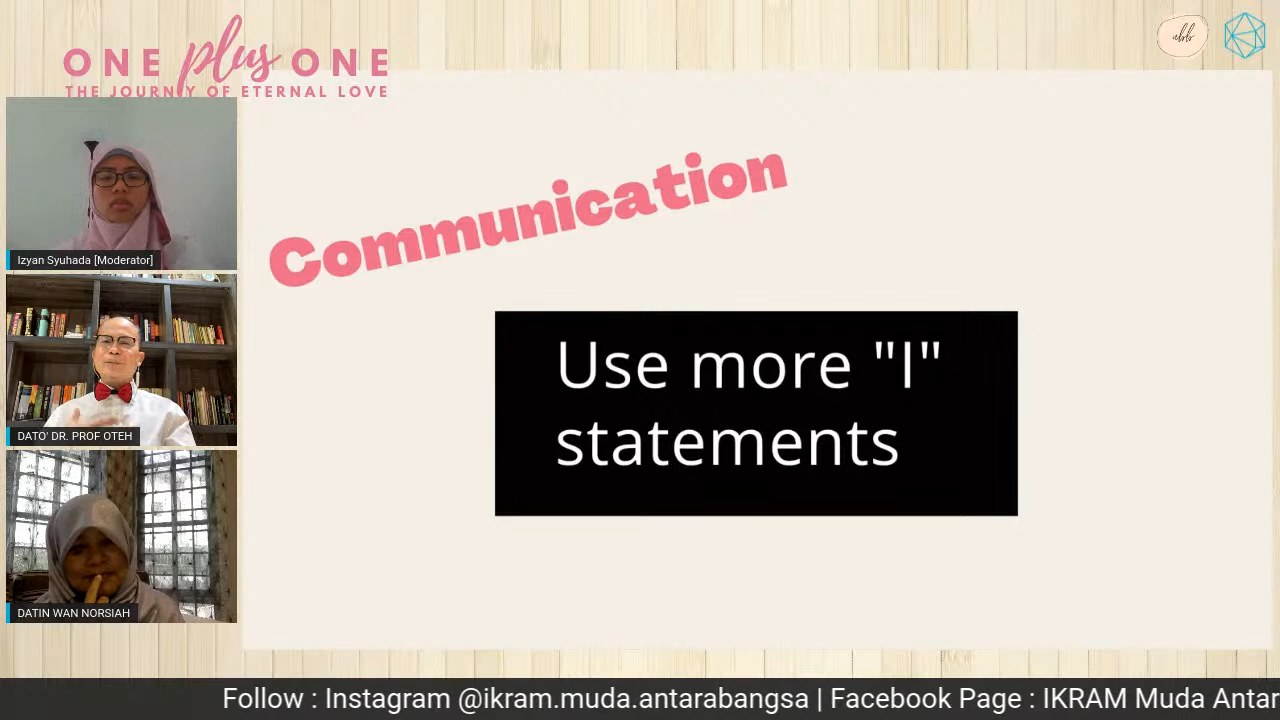 ONE plus ONE
THE JOURNEY OF ETERNAL LOVE
Communication
Use more "I"
statements
Izyan Syuhada [Moderator]
DATO' DR. PROF OTEH
DATIN WAN NORSIAH
Follow : Instagram @ikram.muda.antarabangsa | Facebook Page : IKRAM Muda Antar